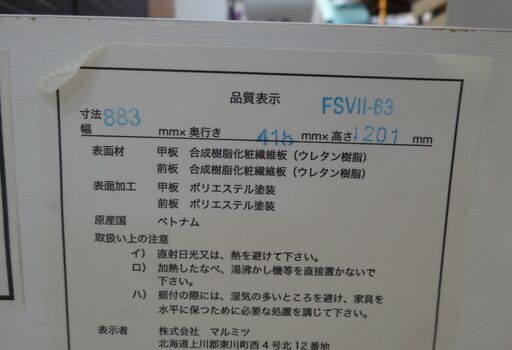 品質表示 FSVII-63
寸法
幅 883 mm× 奥行き 418 mm× 高さ 1201 mm
表面材 甲板 合成樹脂化粧繊維板（ウレタン樹脂）
前板 合成樹脂化粧繊維板（ウレタン樹脂）
表面加工 甲板 ポリエステル塗装
前板 ポリエステル塗装
原産国 ベトナム
取扱い上の注意
イ） 直射日光又は、熱を避けて下さい。
ロ） 加熱したなべ、湯沸かし機等を直接置かないで
下さい。
ハ） 据付の際には、湿気の多いところを避け、家具を
水平に保つために必要な処置を講じて下さい。
表示者 株式会社 マルミツ
北海道上川郡東川町西４号北１２番地